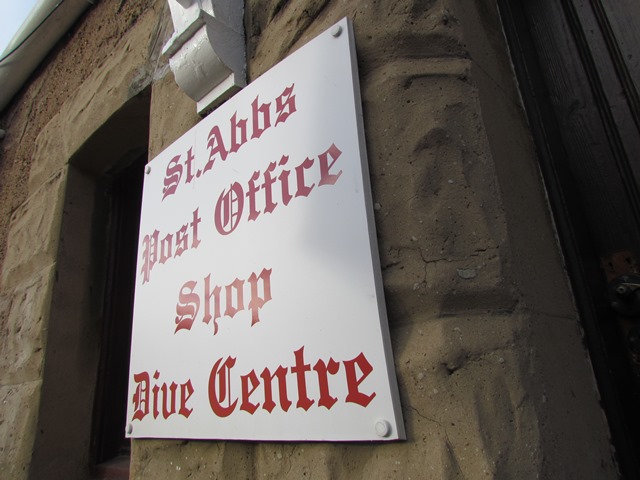 St.Abbs
Post Office
Shop
Dive Centre